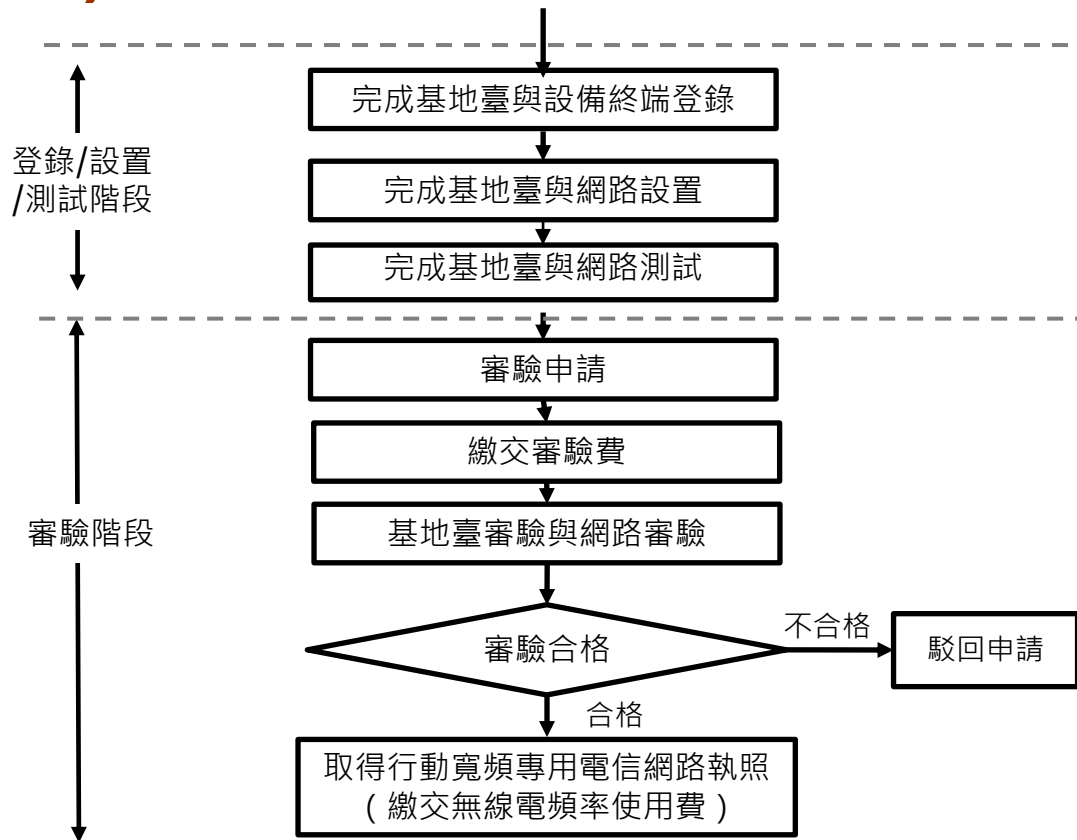 完成基地臺與設備終端登錄
登錄/設置
/測試階段
完成基地臺與網路設置
完成基地臺與網路測試
審驗申請
繳交審驗費
審驗階段
基地臺審驗與網路審驗
審驗合格
不合格
駁回申請
合格
取得行動寬頻專用電信網路執照
(繳交無線電頻率使用費)